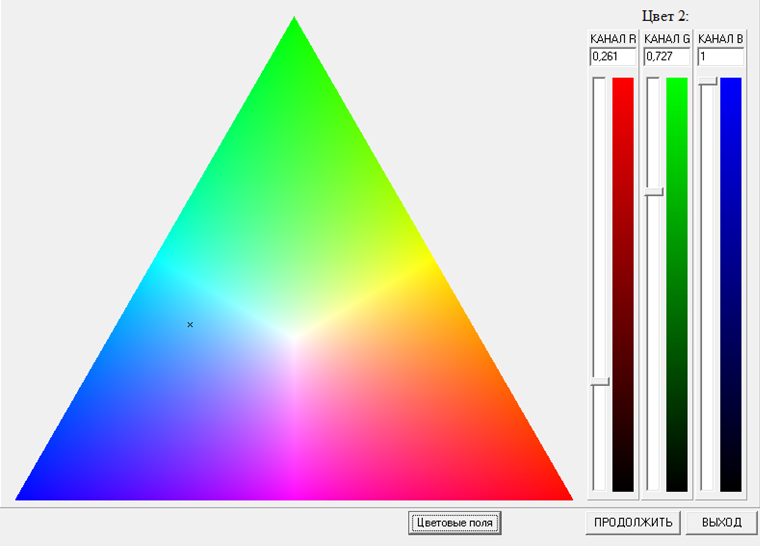 Цвет 2:
КАНАЛ R КАНАЛ G КАНАЛ B
0,261 0,727 1
Цветовые поля ПРОДОЛЖИТЬ ВЫХОД